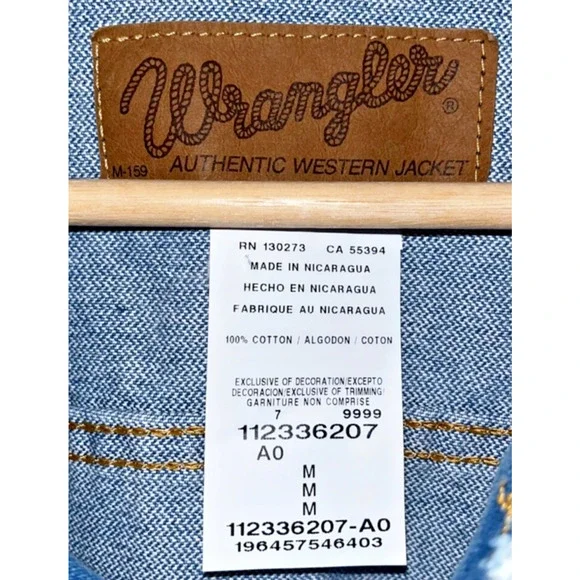 Wrangler
®
M-159 AUTHENTIC WESTERN JACKET
RN 130273 CA 55394
MADE IN NICARAGUA
HECHO EN NICARAGUA
FABRIQUE AU NICARAGUA
100% COTTON / ALGODON / COTON
EXCLUSIVE OF DECORATION/EXCEPTO
DECORACION/EXCLUSIVE OF TRIMMING/
GARNITURE NON COMPRISE
7 9999
112336207
A0
M
M
M
112336207-A0
196457546403